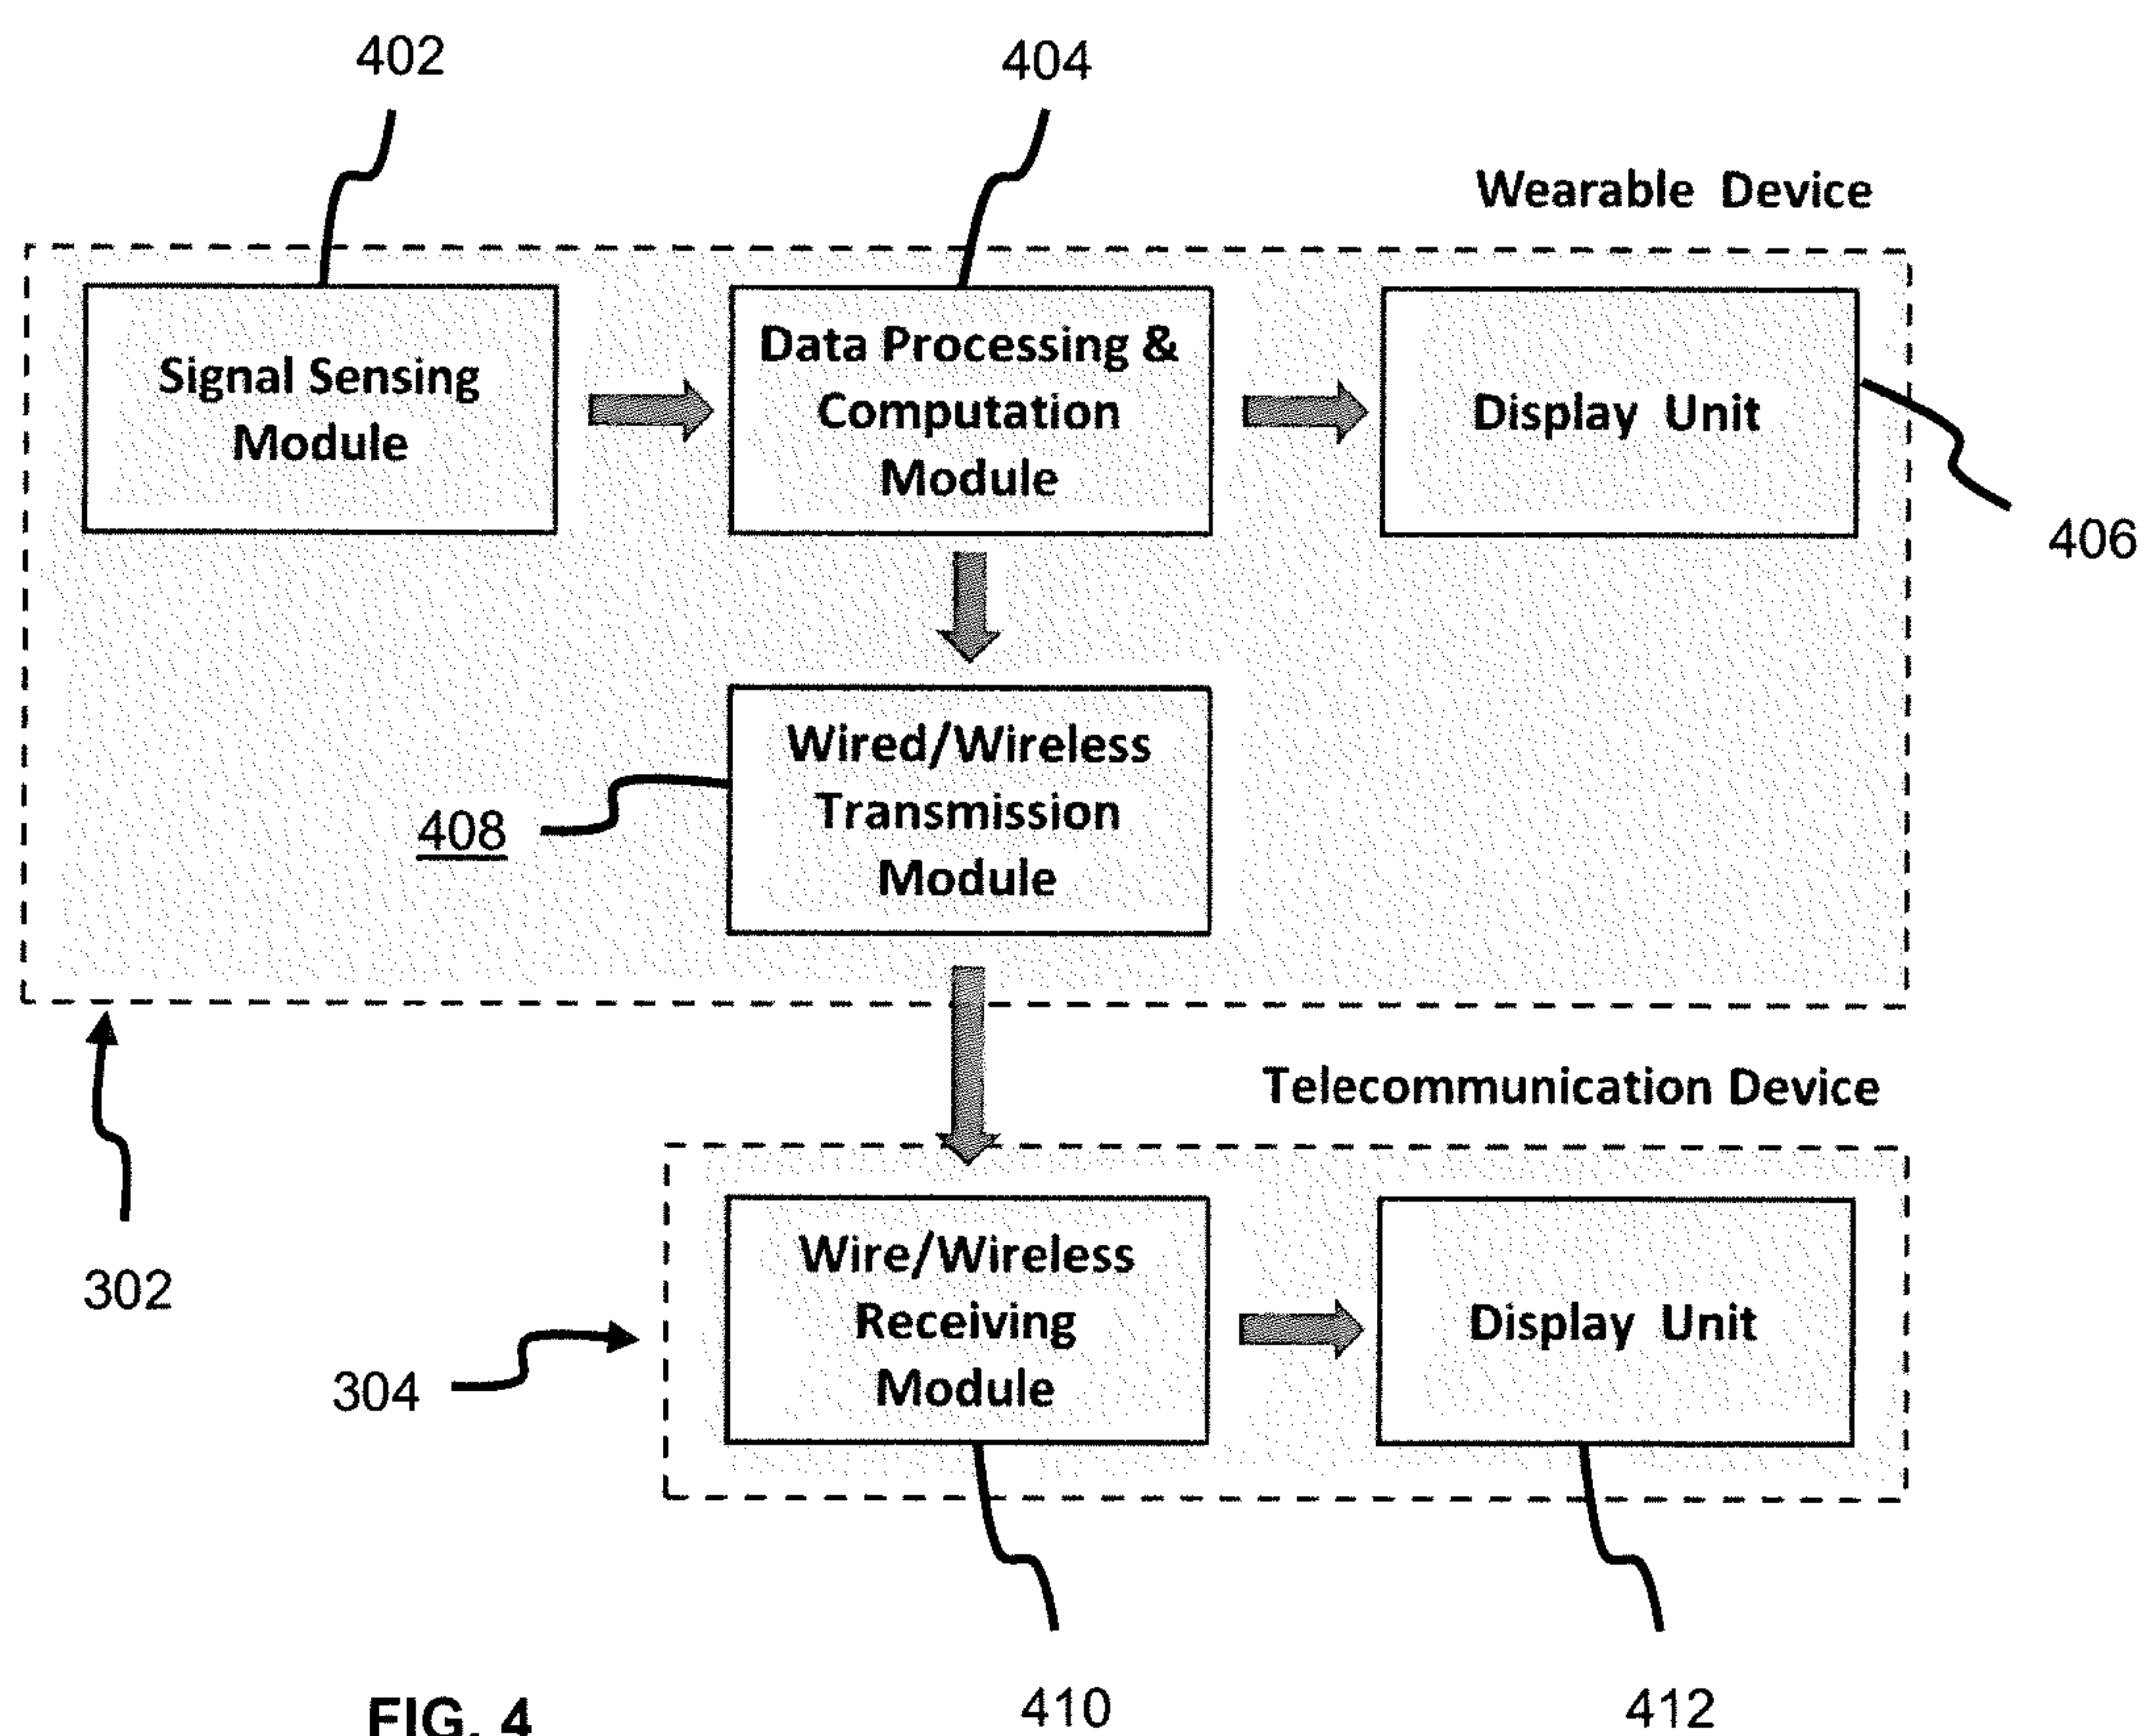 402
404
Wearable Device
Signal Sensing
Module
Data Processing &
Computation
Module
Display Unit
406
Wired/Wireless
Transmission
Module
408
302
Telecommunication Device
304
Wire/Wireless
Receiving
Module
Display Unit
410
412
FIG. 4